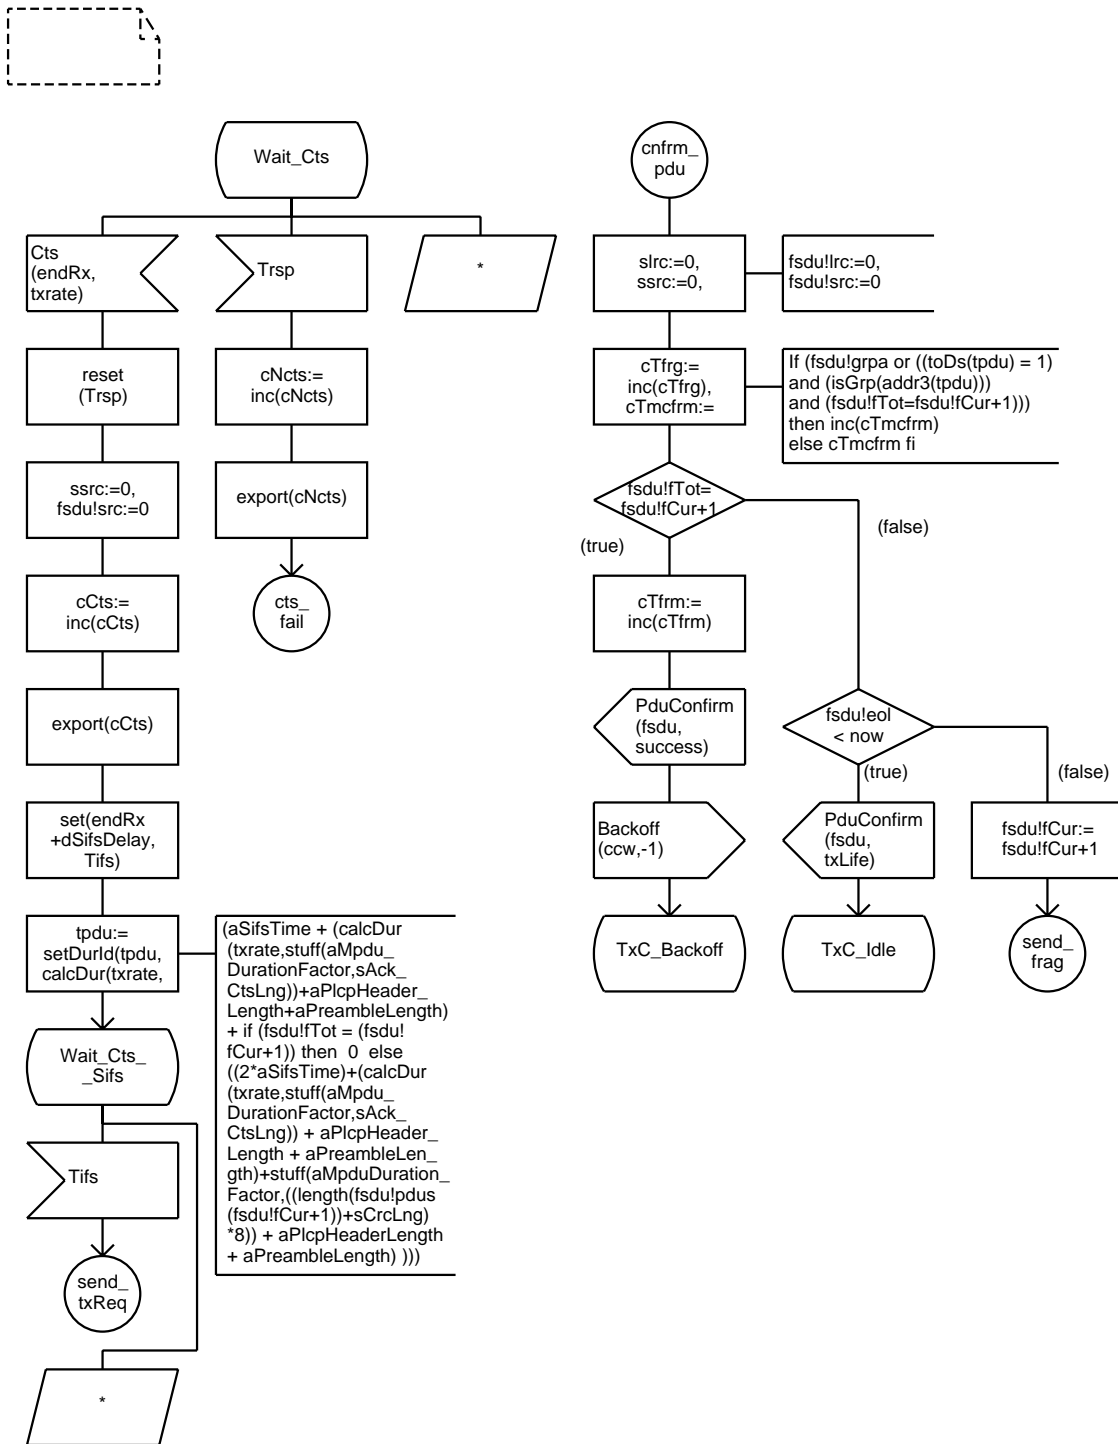 Wait_Cts
Cts
(endRx,
txrate)
Trsp
*
reset
(Trsp)
cNcts:=
inc(cNcts)
ssrc:=0,
fsdu!src:=0
export(cNcts)
cCts:=
inc(cCts)
cts_
fail
export(cCts)
set(endRx
+dSifsDelay,
Tifs)
tpdu:=
setDurId(tpdu,
calcDur(txrate,
(aSifsTime + (calcDur
(txrate,stuff(aMpdu_
DurationFactor,sAck_
CtsLng))+aPlcpHeader_
Length+aPreambleLength)
+ if (fsdu!fTot = (fsdu!
fCur+1)) then 0 else
((2*aSifsTime)+(calcDur
(txrate,stuff(aMpdu_
DurationFactor,sAck_
CtsLng)) + aPlcpHeader_
Length + aPreambleLen_
gth)+stuff(aMpduDuration_
Factor,((length(fsdu!pdus
(fsdu!fCur+1))+sCrcLng)
*8)) + aPlcpHeaderLength
+ aPreambleLength) )))
Wait_Cts_
_Sifs
Tifs
send_
txReq
*
cnfrm_
pdu
slrc:=0,
ssrc:=0,
fsdu!lrc:=0,
fsdu!src:=0
cTfrg:=
inc(cTfrg),
cTmcfrm:=
If (fsdu!grpa or ((toDs(tpdu) = 1)
and (isGrp(addr3(tpdu)))
and (fsdu!fTot=fsdu!fCur+1)))
then inc(cTmcfrm)
else cTmcfrm fi
fsdu!fTot=
fsdu!fCur+1
(true)
(false)
cTfrm:=
inc(cTfrm)
PduConfirm
(fsdu,
success)
fsdu!eol
< now
(true)
(false)
Backoff
(ccw,-1)
PduConfirm
(fsdu,
txLife)
fsdu!fCur:=
fsdu!fCur+1
TxC_Backoff
TxC_Idle
send_
frag